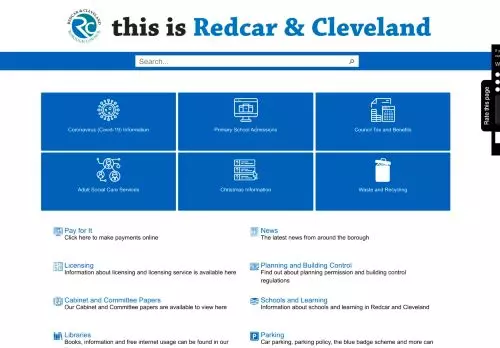 REDCAR & CLEVELAND
RC
BOROUGH COUNCIL
this is Redcar & Cleveland
Search...
Rate this page
Coronavirus (Covid-19) Information
Primary School Admissions
Council Tax and Benefits
Adult Social Care Services
Christmas Information
Waste and Recycling
Pay for It
Click here to make payments online
News
The latest news from around the borough
Licensing
Information about licensing and licensing service is available here
Planning and Building Control
Find out about planning permission and building control
regulations
Cabinet and Committee Papers
Our Cabinet and Committee papers are available to view here
Schools and Learning
Information about schools and learning in Redcar and Cleveland
Libraries
Books, information and free internet usage can be found in our
Parking
Car parking, parking policy, the blue badge scheme and more can